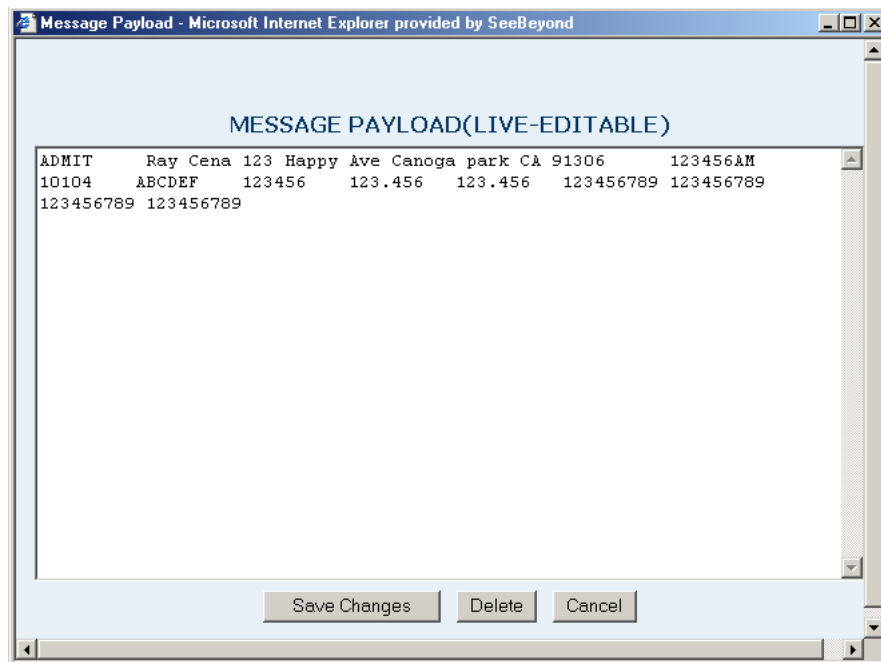 Message Payload - Microsoft Internet Explorer provided by SeeBeyond
MESSAGE PAYLOAD(LIVE-EDITABLE)
ADMIT     Ray Cena 123 Happy Ave Canoga park CA 91306      123456AM
10104    ABCDEF    123456    123.456   123.456   123456789 123456789
123456789 123456789
Save Changes Delete Cancel